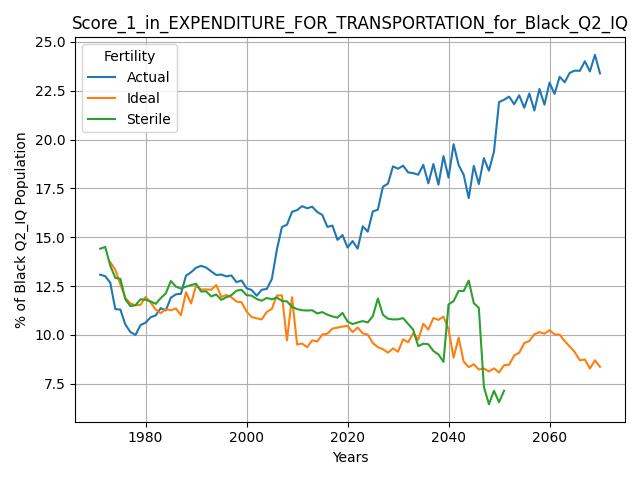 Score_1_in_EXPENDITURE_FOR_TRANSPORTATION_for_Black_Q2_IQ
Fertility
Actual
Ideal
Sterile
% of Black Q2_IQ Population
25.0
22.5
20.0
17.5
15.0
12.5
10.0
7.5
1980
2000
2020
2040
2060
Years